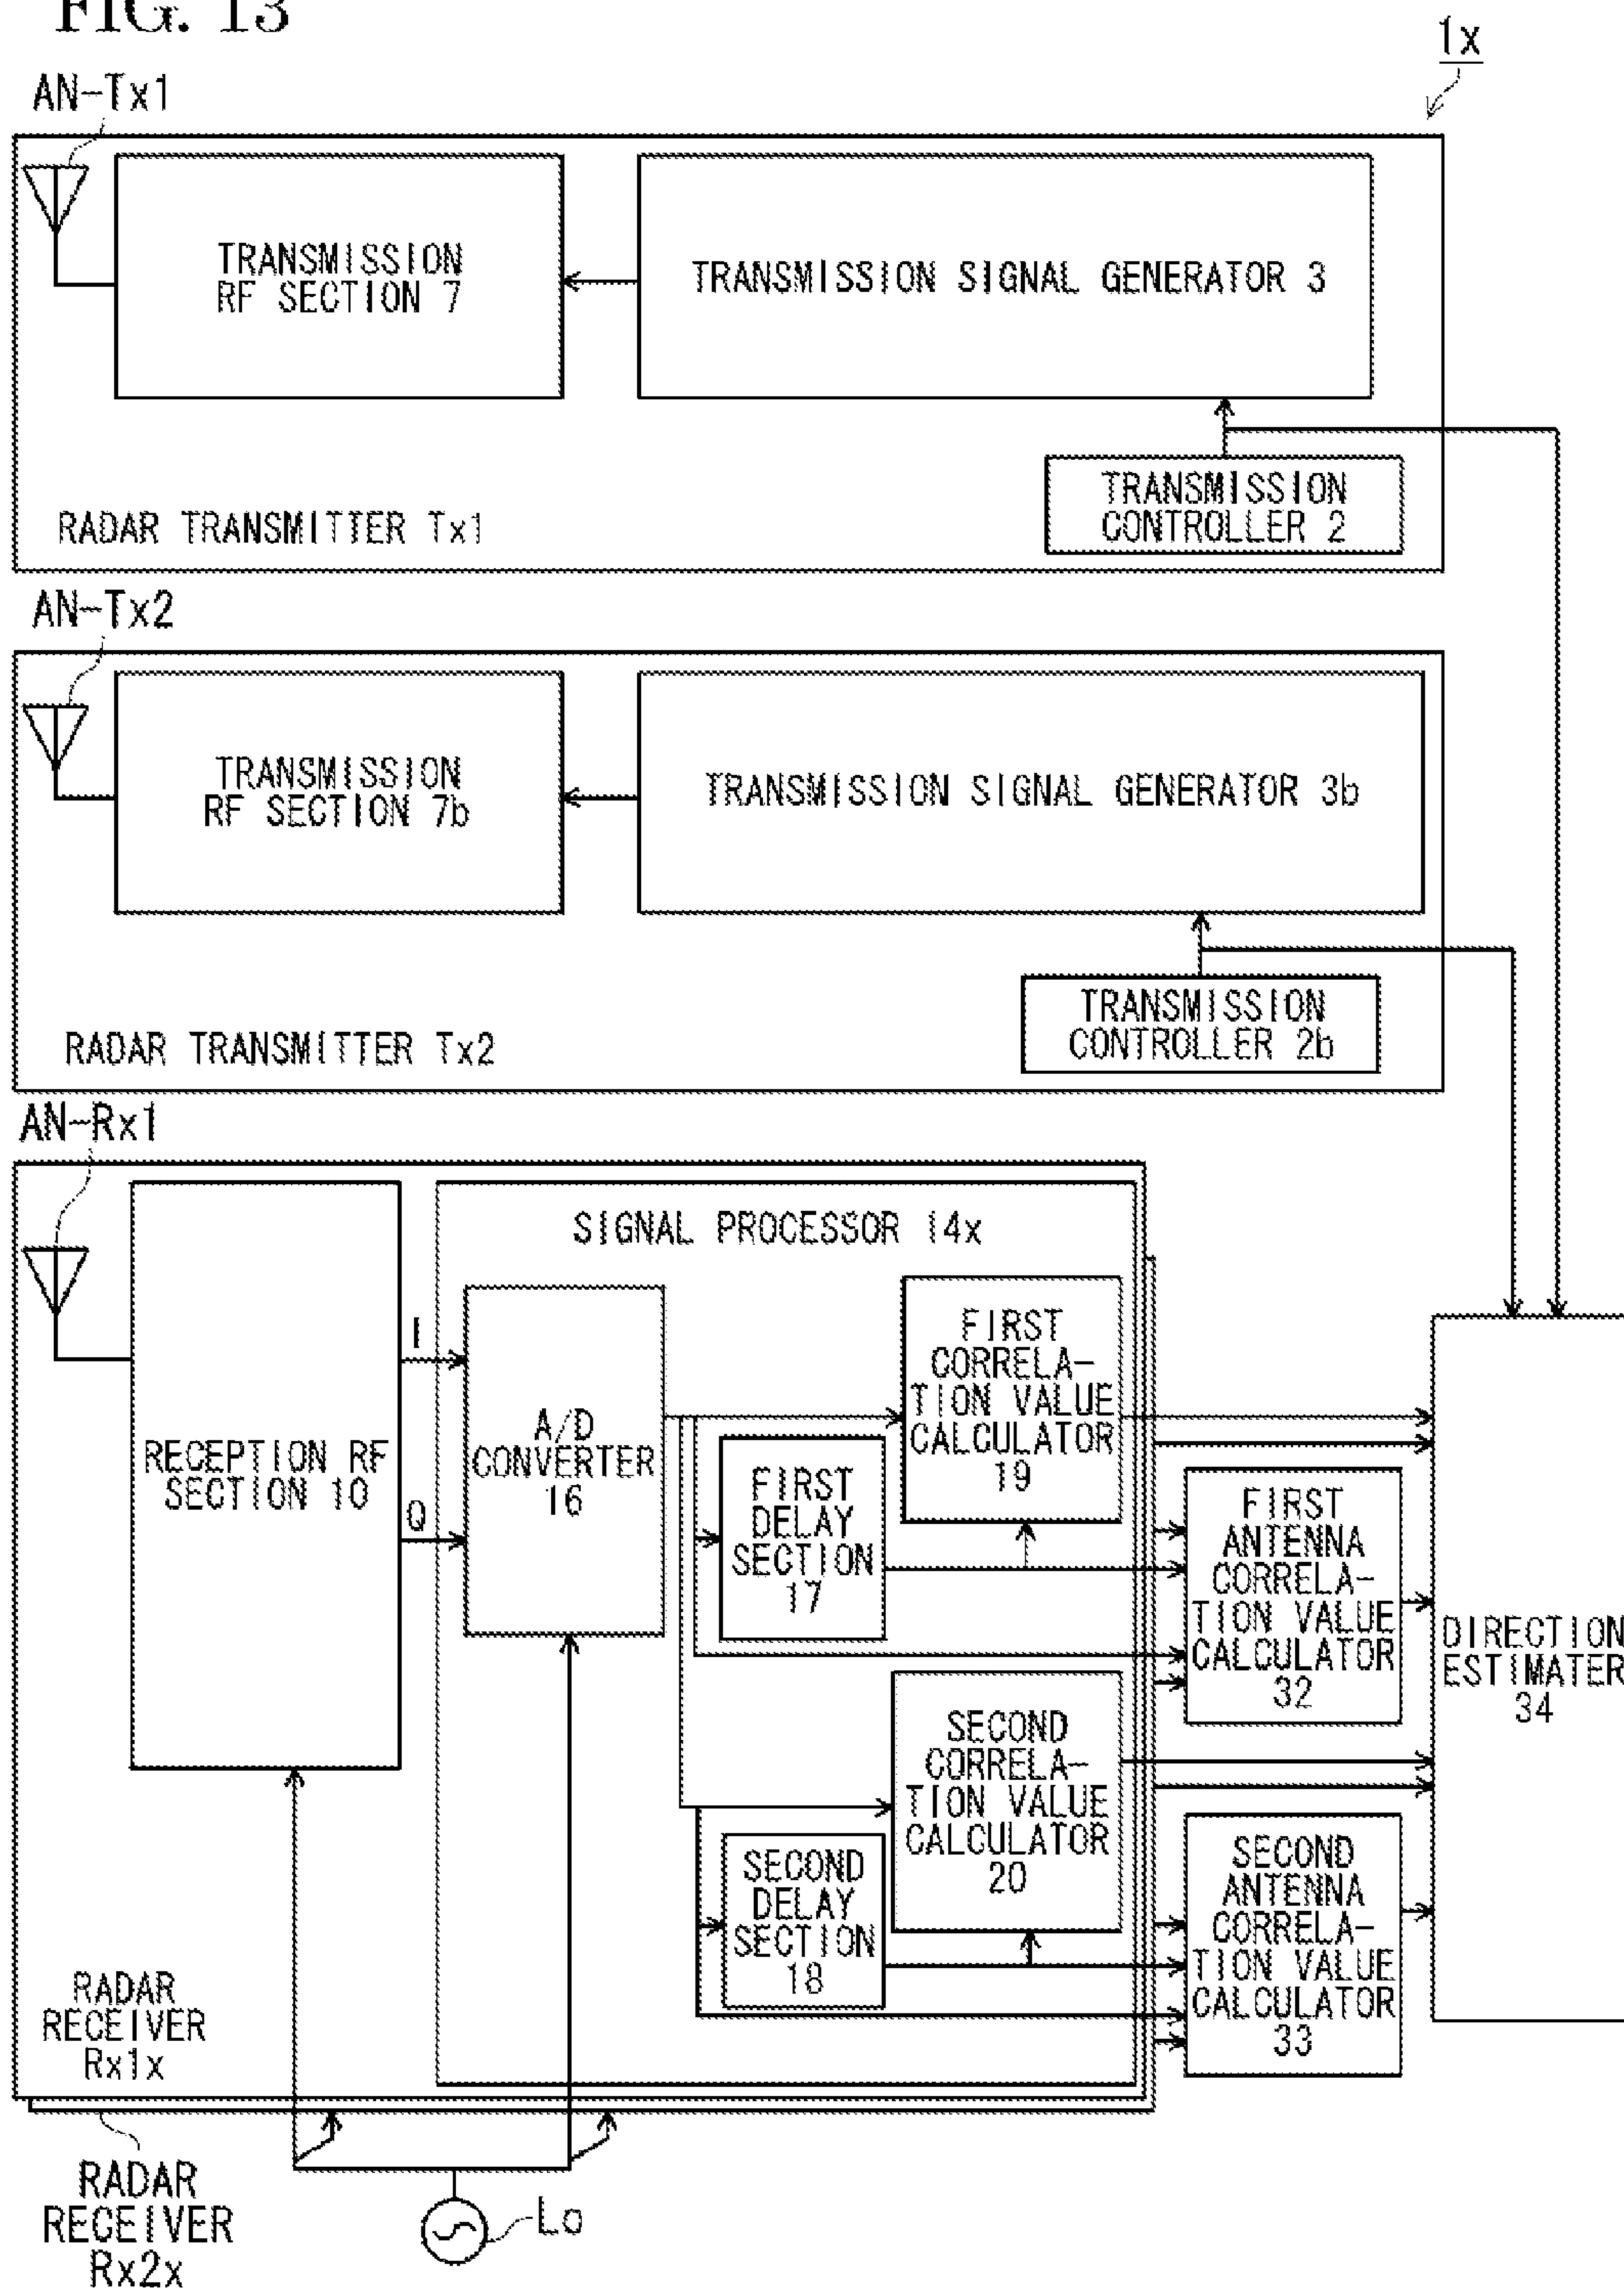 FIG. 13
1x
AN-Tx1
TRANSMISSION
RF SECTION 7
TRANSMISSION SIGNAL GENERATOR 3
TRANSMISSION
CONTROLLER 2
RADAR TRANSMITTER Tx1
AN-Tx2
TRANSMISSION
RF SECTION 7b
TRANSMISSION SIGNAL GENERATOR 3b
TRANSMISSION
CONTROLLER 2b
RADAR TRANSMITTER Tx2
AN-Rx1
RECEPTION RF
SECTION 10
I
Q
SIGNAL PROCESSOR 14x
A/D
CONVERTER
16
FIRST
DELAY
SECTION
17
FIRST
CORRELA-
TION VALUE
CALCULATOR
19
SECOND
DELAY
SECTION
18
SECOND
CORRELA-
TION VALUE
CALCULATOR
20
FIRST
ANTENNA
CORRELA-
TION VALUE
CALCULATOR
32
SECOND
ANTENNA
CORRELA-
TION VALUE
CALCULATOR
33
DIRECTION
ESTIMATER
34
RADAR
RECEIVER
Rx1x
RADAR
RECEIVER
Rx2x
Lo